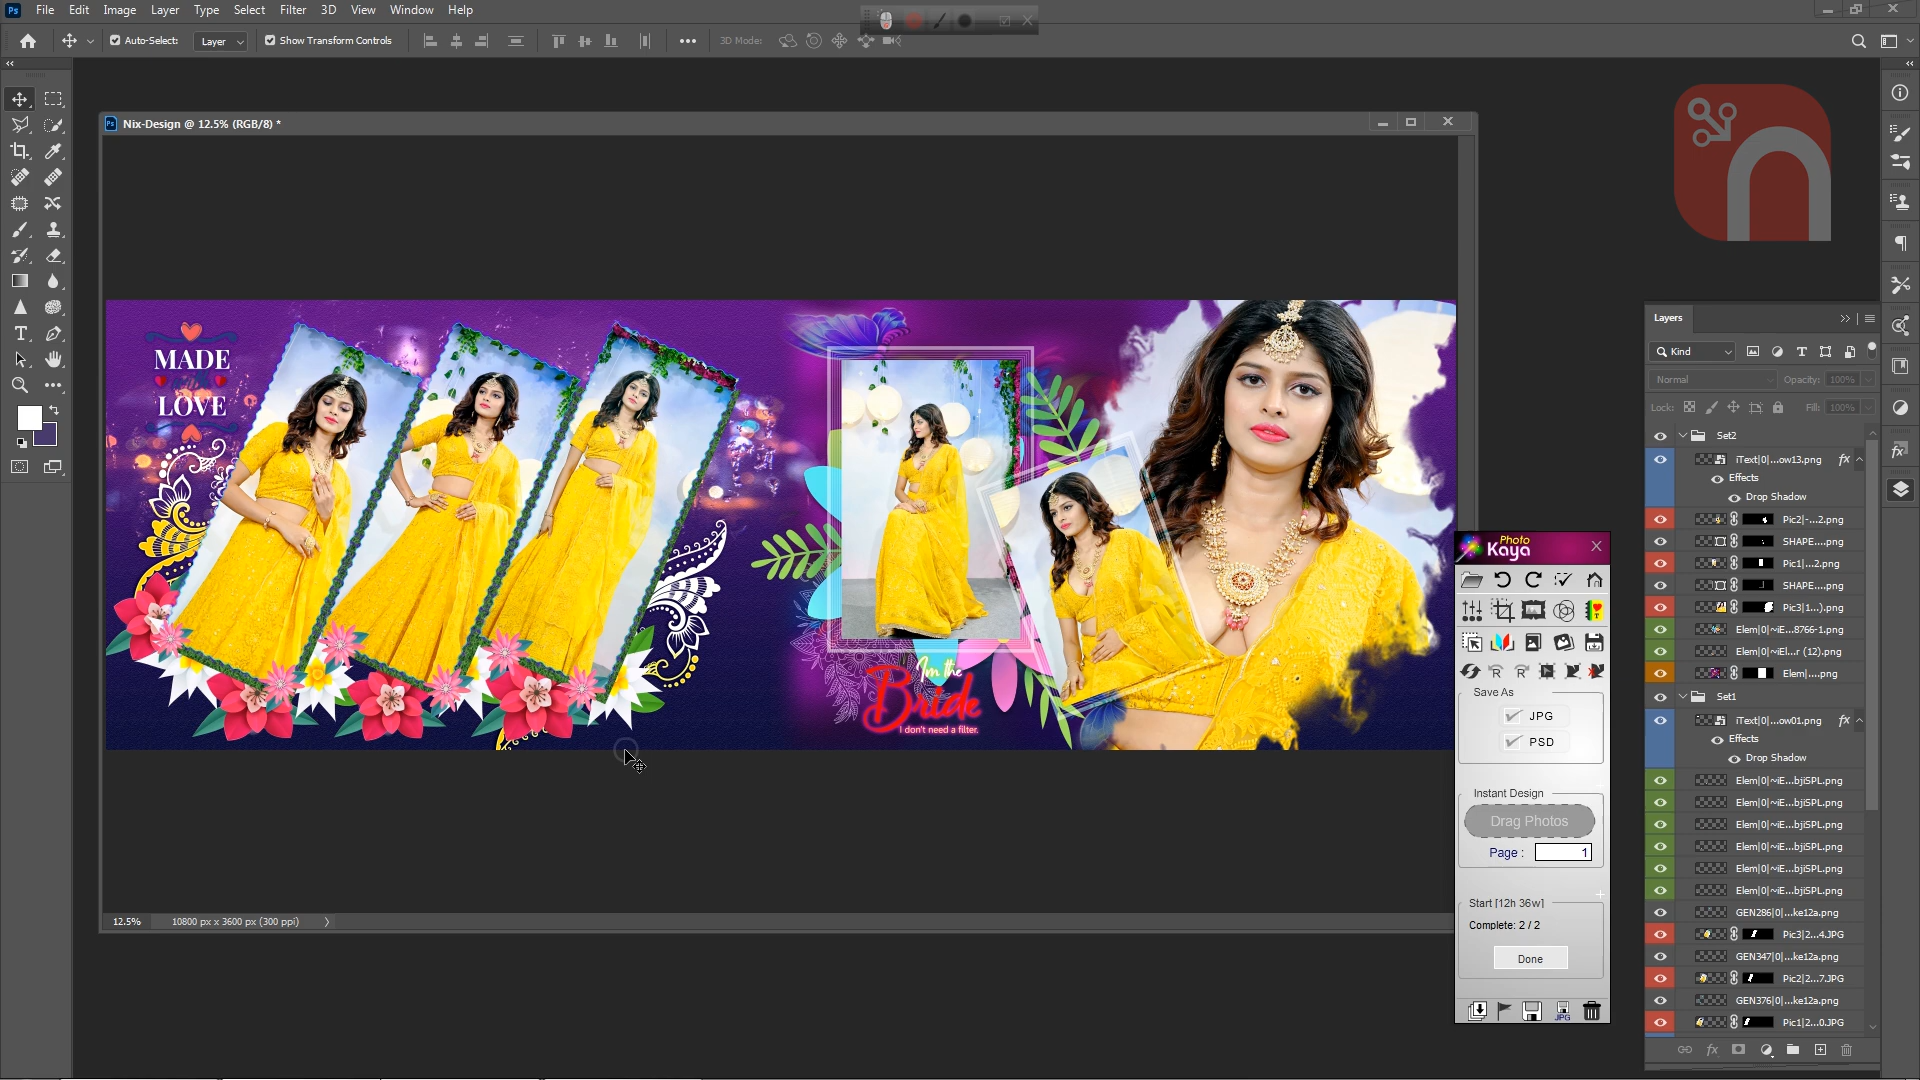 File Edit Image Layer Type Select Filter 3D View Window Help
Auto-Select: Layer Show Transform Controls 3D Mode:
Nix-Design @ 12.5% (RGB/8) *
MADE
LOVE
I'm the
Bride
I don't need a filter.
12.5% 10800 px x 3600 px (300 ppi)
Photo
Kaya
Save As
JPG
PSD
Instant Design
Drag Photos
Page : 1
Start [12h 36w]
Complete: 2 / 2
Done
JPG
Layers
Kind
Normal Opacity: 100%
Lock: Fill: 100%
Set2
iText|0|...ow13.png fx
Effects
Drop Shadow
Pic2|-...2.png
SHAPE....png
Pic1|...2.png
SHAPE....png
Pic3|1...).png
Elem|0|~iE...8766-1.png
Elem|0|~iEl...r (12).png
Elem|....png
Set1
iText|0|...ow01.png fx
Effects
Drop Shadow
Elem|0|~iE...bjiSPL.png
Elem|0|~iE...bjiSPL.png
Elem|0|~iE...bjiSPL.png
Elem|0|~iE...bjiSPL.png
Elem|0|~iE...bjiSPL.png
Elem|0|~iE...bjiSPL.png
GEN286|0|...ke12a.png
Pic3|2...4.JPG
GEN347|0|...ke12a.png
Pic2|2...7.JPG
GEN376|0|...ke12a.png
Pic1|2...0.JPG
fx